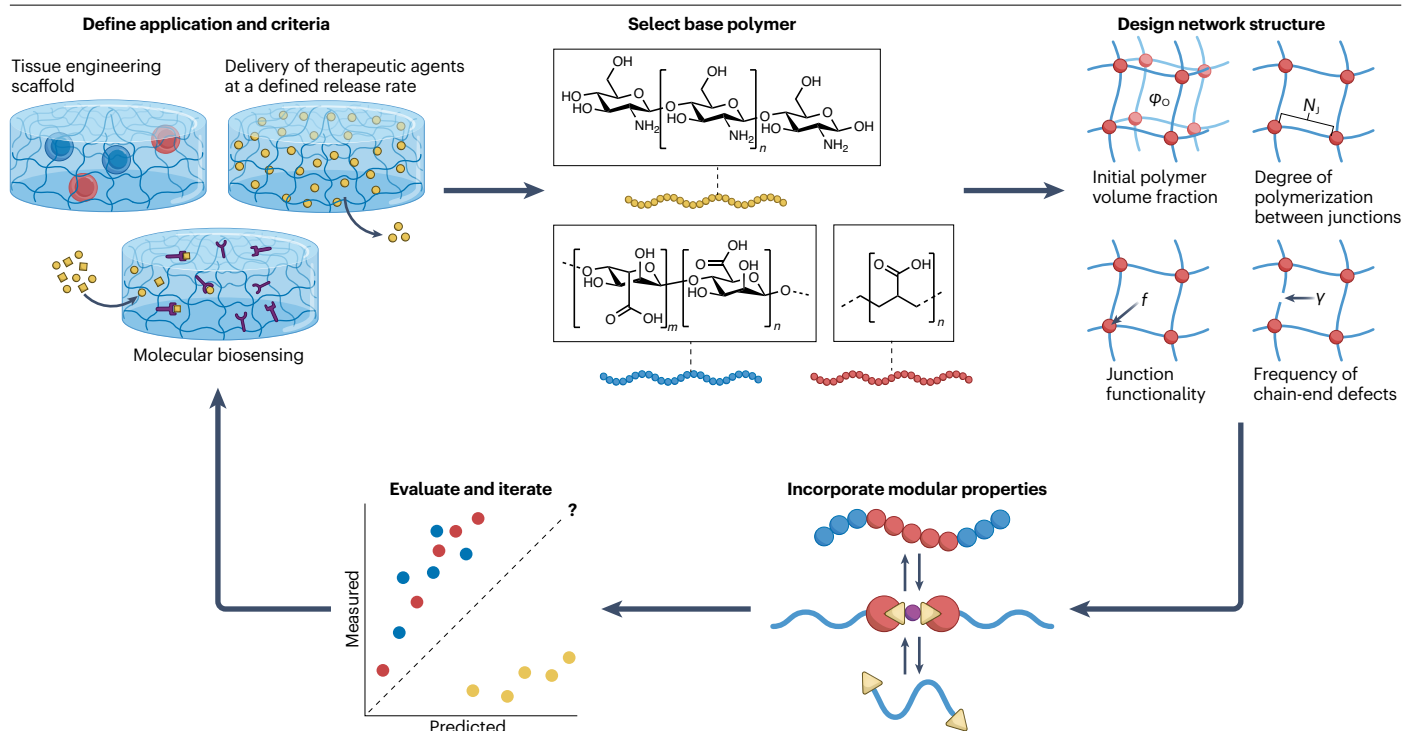 Define application and criteria
Tissue engineering
scaffold
Delivery of therapeutic agents
at a defined release rate
Molecular biosensing
Select base polymer
OH
HO
HO
O
NH2
O
OH
O
HO
NH2
n
O
OH
O
HO
OH
NH2
O
HO
OH
O
O
OH
m
O
O
OH
OH
O
HO
O
n
O
OH
n
Design network structure
φO
Initial polymer
volume fraction
NJ
Degree of
polymerization
between junctions
f
Junction
functionality
γ
Frequency of
chain-end defects
Incorporate modular properties
Evaluate and iterate
?
Measured
Predicted